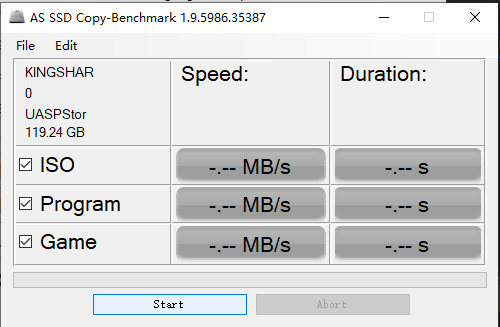 AS SSD Copy-Benchmark 1.9.5986.35387
File Edit
KINGSHAR
0
UASPStor
119.24 GB
Speed:
Duration:
ISO -.-- MB/s -.-- s
Program -.-- MB/s -.-- s
Game -.-- MB/s -.-- s
Start Abort